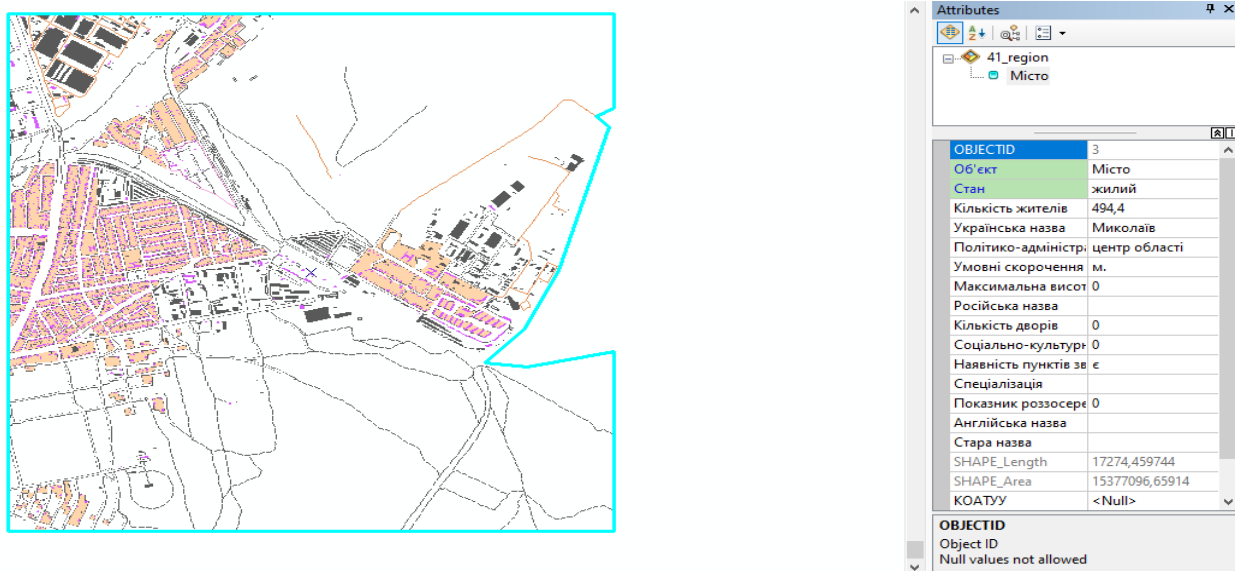 Attributes
41_region
Місто
OBJECTID 3
Об'єкт Місто
Стан жилий
Кількість жителів 494,4
Українська назва Миколаїв
Політико-адміністра центр області
Умовні скорочення м.
Максимальна висот 0
Російська назва
Кількість дворів 0
Соціально-культурн 0
Наявність пунктів зв є
Спеціалізація
Показник роззосере 0
Англійська назва
Стара назва
SHAPE_Length 17274,459744
SHAPE_Area 15377096,65914
КОАТУУ <Null>
OBJECTID
Object ID
Null values not allowed